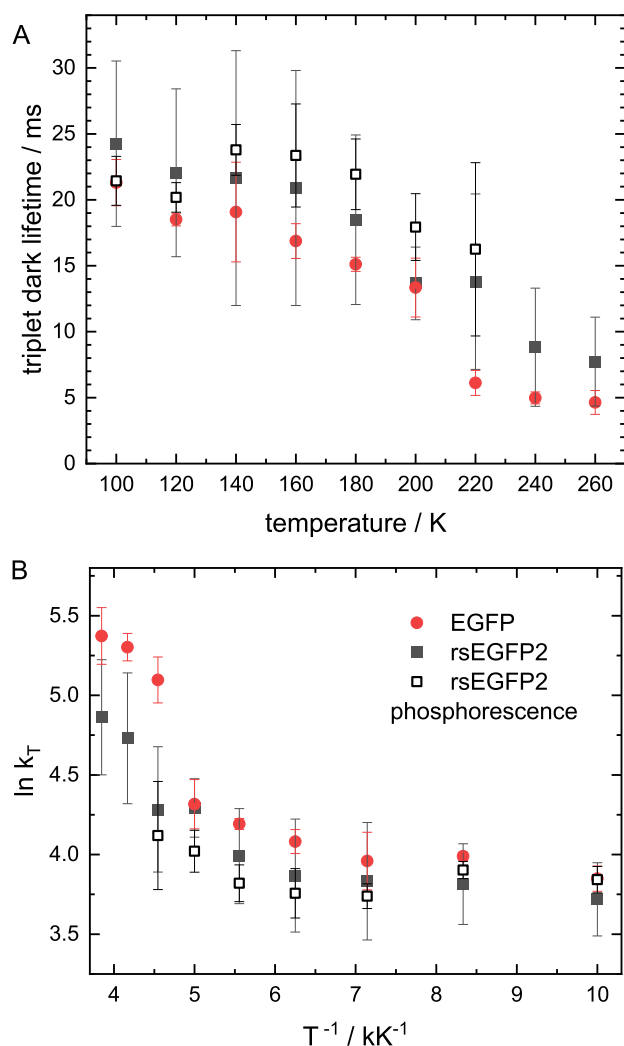 A
30
25
20
15
10
5
0
triplet dark lifetime / ms
100 120 140 160 180 200 220 240 260
temperature / K
B
5.5
5.0
4.5
4.0
3.5
ln k_T
EGFP
rsEGFP2
rsEGFP2
phosphorescence
4 5 6 7 8 9 10
T⁻¹ / kK⁻¹